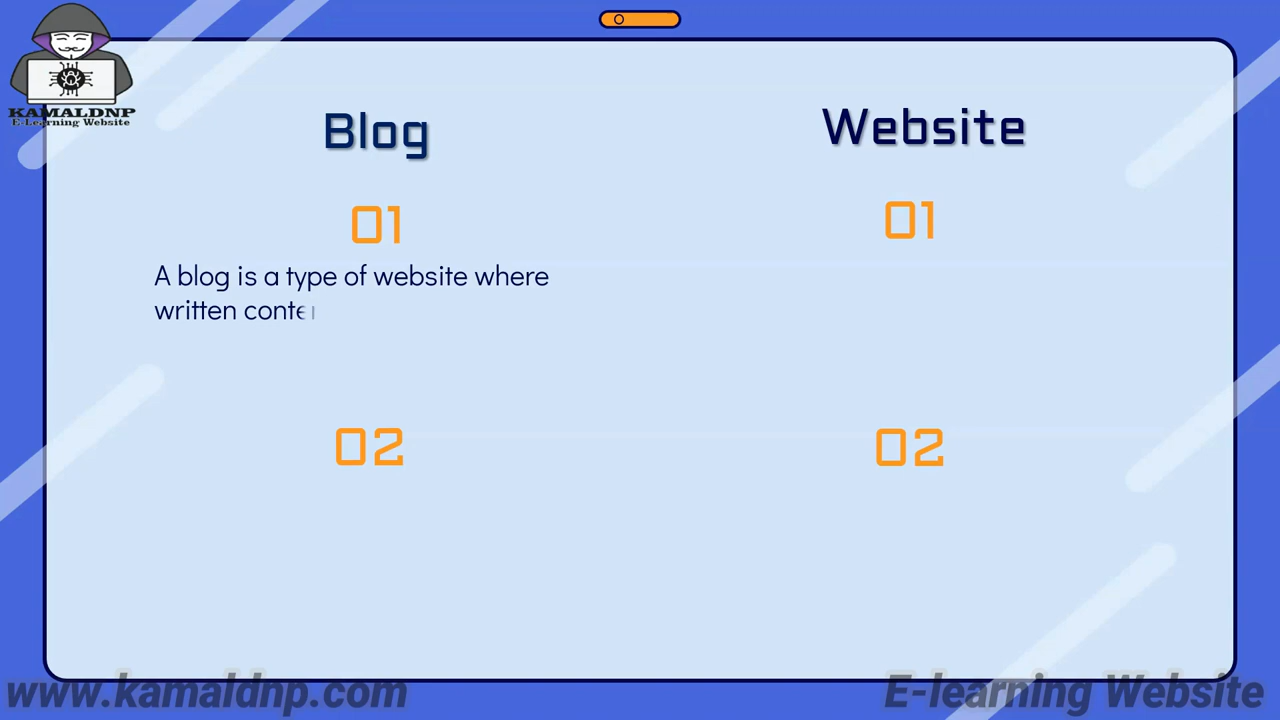 KAMALDNP
E-Learning Website
Blog
Website
01
01
A blog is a type of website where
written conte
02
02
www.kamaldnp.com
E-learning Website